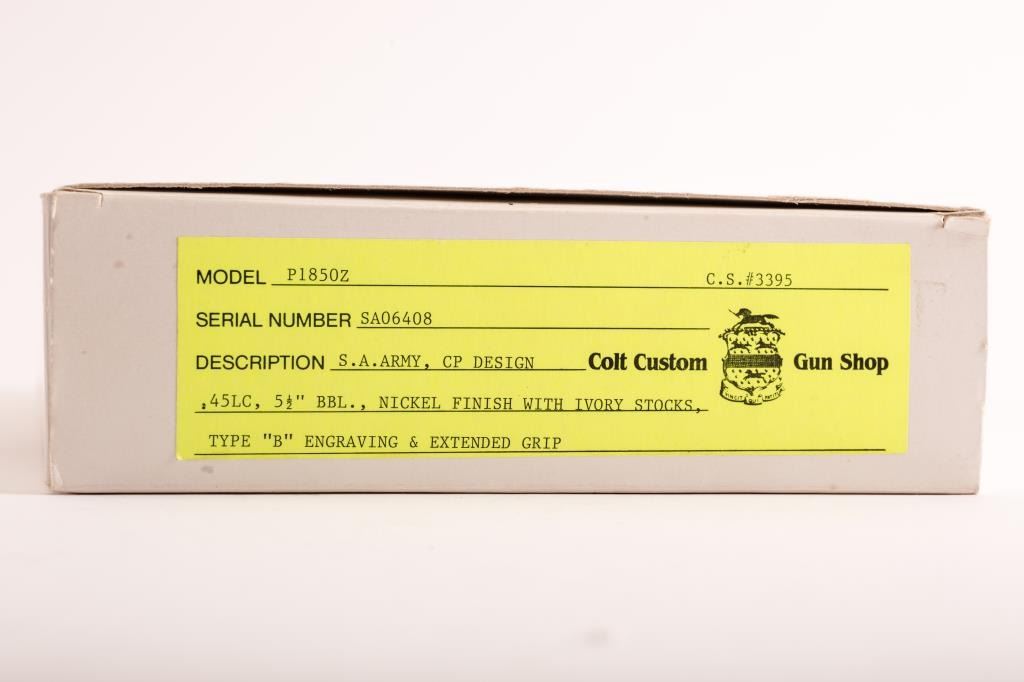 MODEL P1850Z C.S.#3395
SERIAL NUMBER SA06408
DESCRIPTION S.A.ARMY, CP DESIGN Colt Custom Gun Shop
.45LC, 5½" BBL., NICKEL FINISH WITH IVORY STOCKS,
TYPE "B" ENGRAVING & EXTENDED GRIP